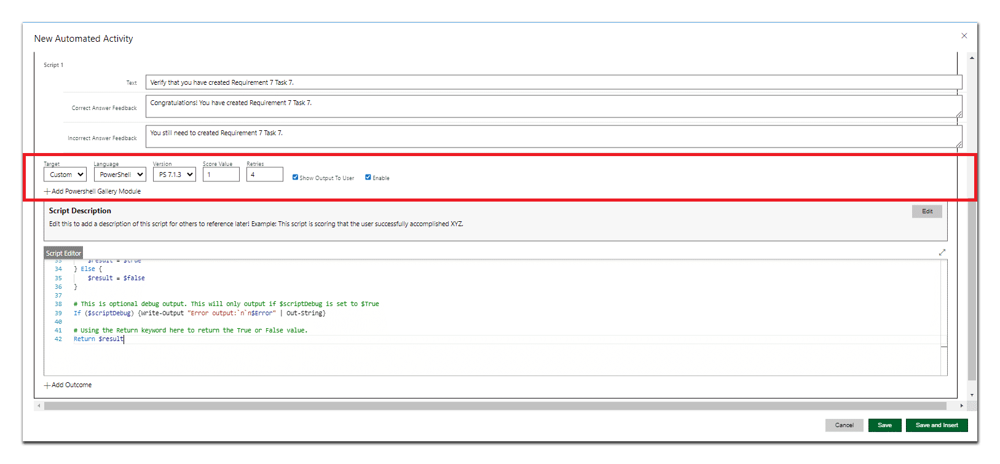 New Automated Activity
Script 1
Text Verify that you have created Requirement 7 Task 7.
Correct Answer Feedback Congratulations! You have created Requirement 7 Task 7.
Incorrect Answer Feedback You still need to created Requirement 7 Task 7.
Target Language Version Score Value Retries
Custom PowerShell PS 7.1.3 1 4 Show Output To User Enable
Add Powershell Gallery Module
Script Description Edit
Edit this to add a description of this script for others to reference later! Example: This script is scoring that the user successfully accomplished XYZ.
Script Editor
33 $result = $true
34 } Else {
35 $result = $false
36 }
37
38 # This is optional debug output. This will only output if $scriptDebug is set to $True
39 If ($scriptDebug) {Write-Output "Error output:`n`n$Error" | Out-String}
40
41 # Using the Return keyword here to return the True or False value.
42 Return $result
Add Outcome
Cancel Save Save and Insert